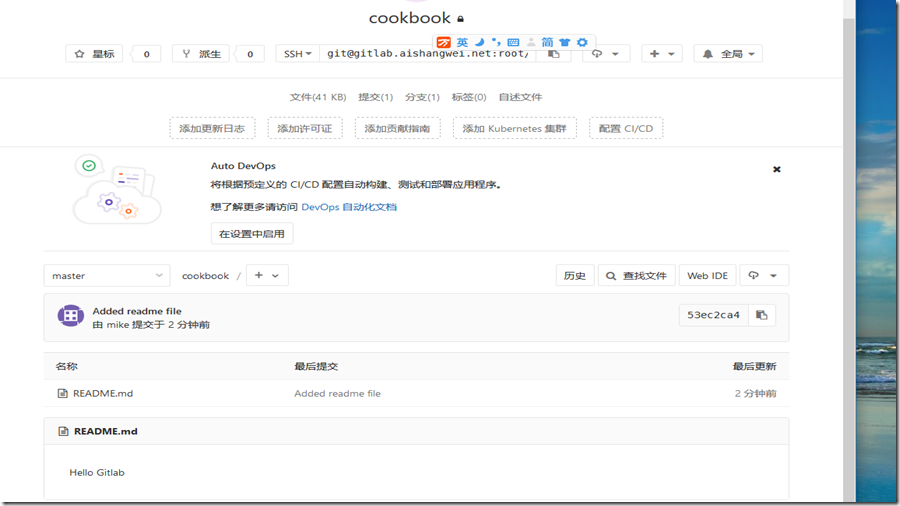 cookbook
星标 0 派生 0 SSH git@gitlab.aishangwei.net:root/ 全局
英 简
文件(41 KB) 提交(1) 分支(1) 标签(0) 自述文件
添加更新日志 添加许可证 添加贡献指南 添加 Kubernetes 集群 配置 CI/CD
Auto DevOps
将根据预定义的 CI/CD 配置自动构建、测试和部署应用程序。
想了解更多请访问 DevOps 自动化文档
在设置中启用
master cookbook / + 历史 查找文件 Web IDE
Added readme file
由 mike 提交于 2 分钟前
53ec2ca4
名称 最后提交 最后更新
README.md Added readme file 2 分钟前
README.md
Hello Gitlab